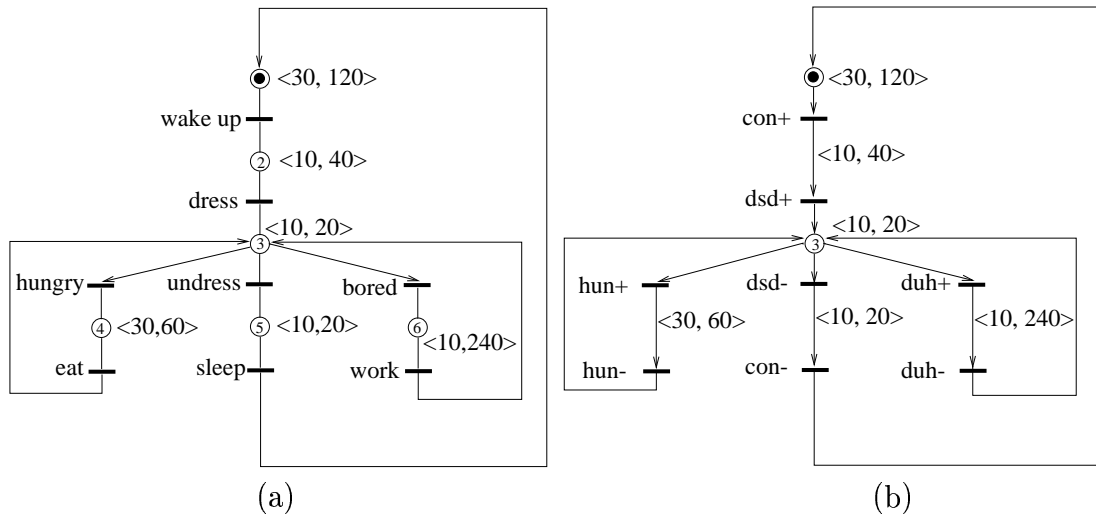 <30, 120>
wake up
2 <10, 40>
dress
<10, 20>
3
hungry undress bored
4 <30,60> 5 <10,20> 6 <10,240>
eat sleep work
(a)
<30, 120>
con+
<10, 40>
dsd+
<10, 20>
3
hun+ dsd- duh+
<30, 60> <10, 20> <10, 240>
hun- con- duh-
(b)